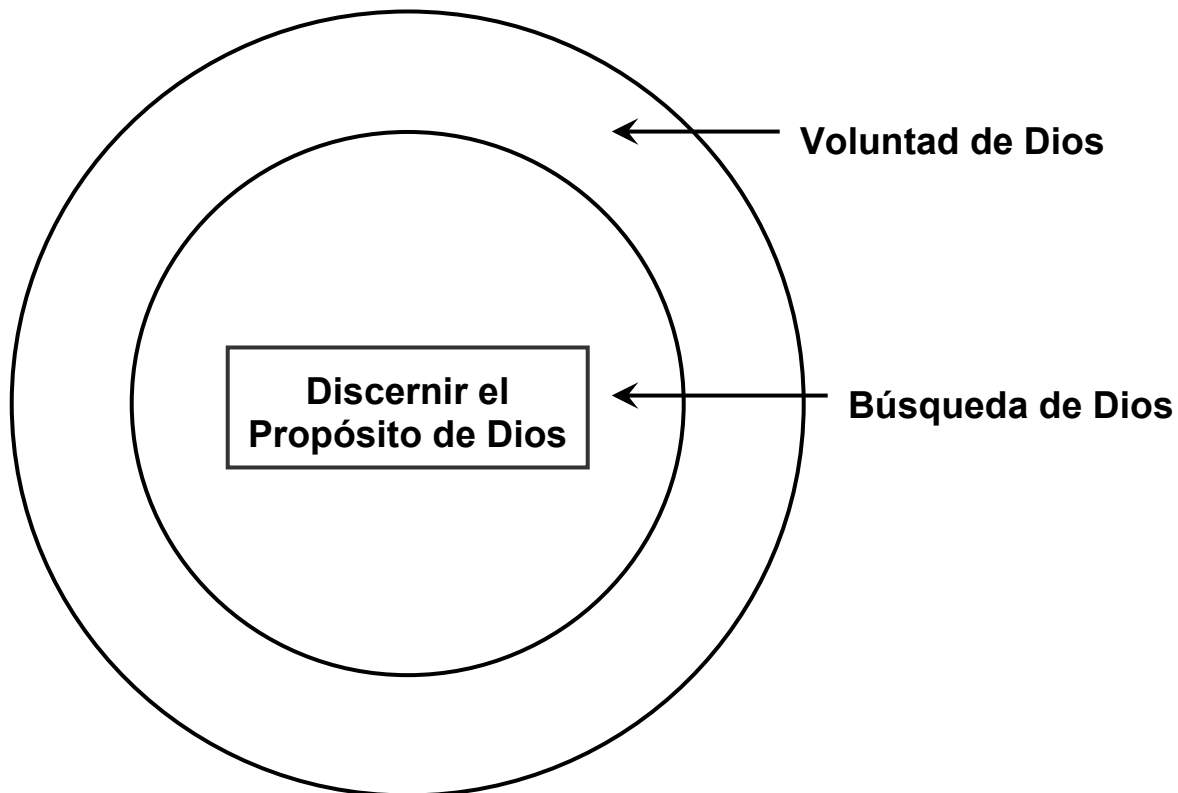 Voluntad de Dios
Discernir el
Propósito de Dios
Búsqueda de Dios